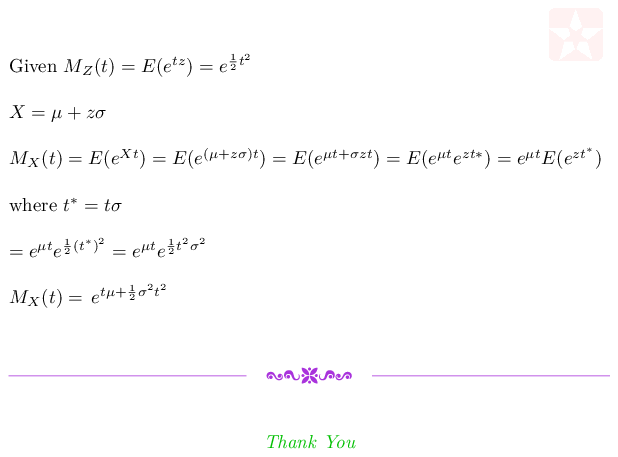 Given $M_Z(t) = E(e^{tz}) = e^{\frac{1}{2}t^2}$
$X = \mu + z\sigma$
$M_X(t) = E(e^{Xt}) = E(e^{(\mu+z\sigma)t}) = E(e^{\mu t+\sigma zt}) = E(e^{\mu t}e^{zt*}) = e^{\mu t}E(e^{zt^*})$
where $t^* = t\sigma$
$= e^{\mu t}e^{\frac{1}{2}(t^*)^2} = e^{\mu t}e^{\frac{1}{2}t^2\sigma^2}$
$M_X(t) = e^{t\mu+\frac{1}{2}\sigma^2t^2}$
Thank You